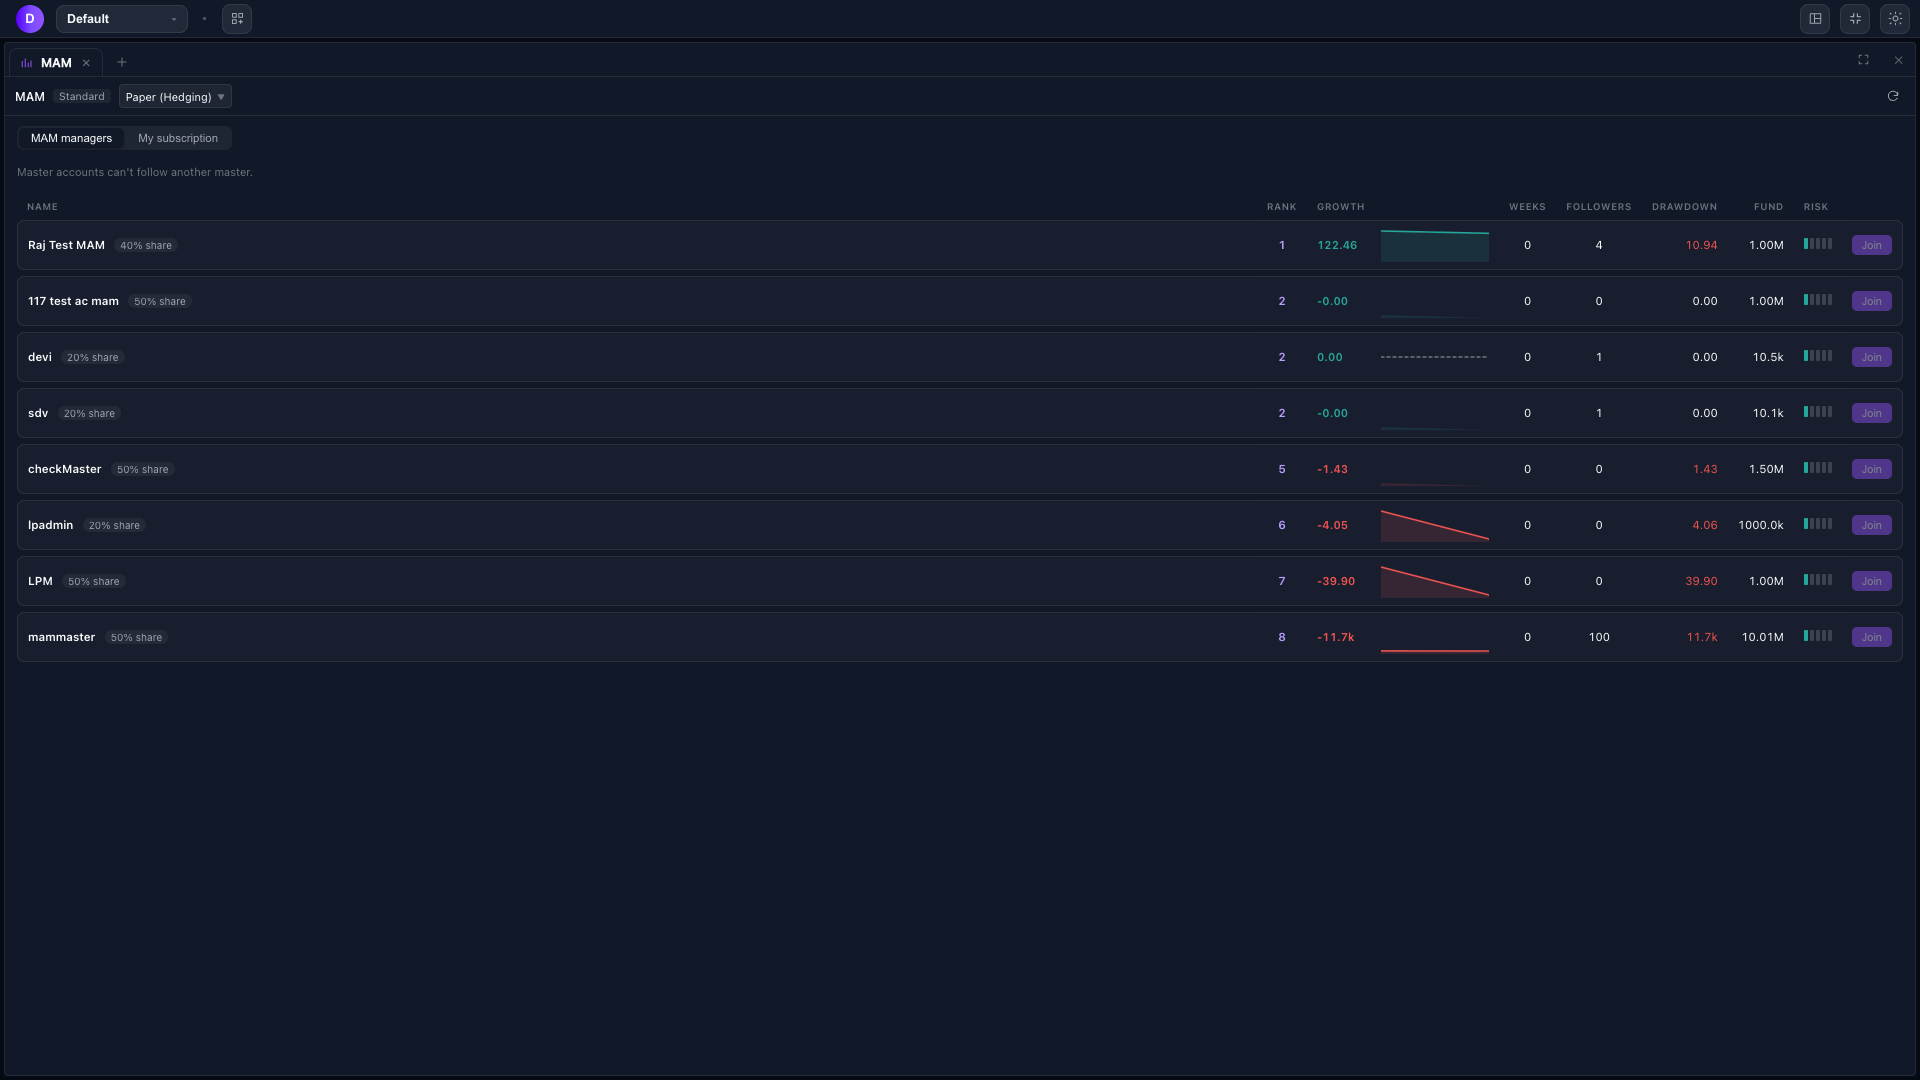 D Default
MAM
MAM Standard Paper (Hedging)
MAM managers My subscription
Master accounts can't follow another master.
NAME RANK GROWTH WEEKS FOLLOWERS DRAWDOWN FUND RISK
Raj Test MAM 40% share 1 122.46 0 4 10.94 1.00M Join
117 test ac mam 50% share 2 -0.00 0 0 0.00 1.00M Join
devi 20% share 2 0.00 0 1 0.00 10.5k Join
sdv 20% share 2 -0.00 0 1 0.00 10.1k Join
checkMaster 50% share 5 -1.43 0 0 1.43 1.50M Join
lpadmin 20% share 6 -4.05 0 0 4.06 1000.0k Join
LPM 50% share 7 -39.90 0 0 39.90 1.00M Join
mammaster 50% share 8 -11.7k 0 100 11.7k 10.01M Join